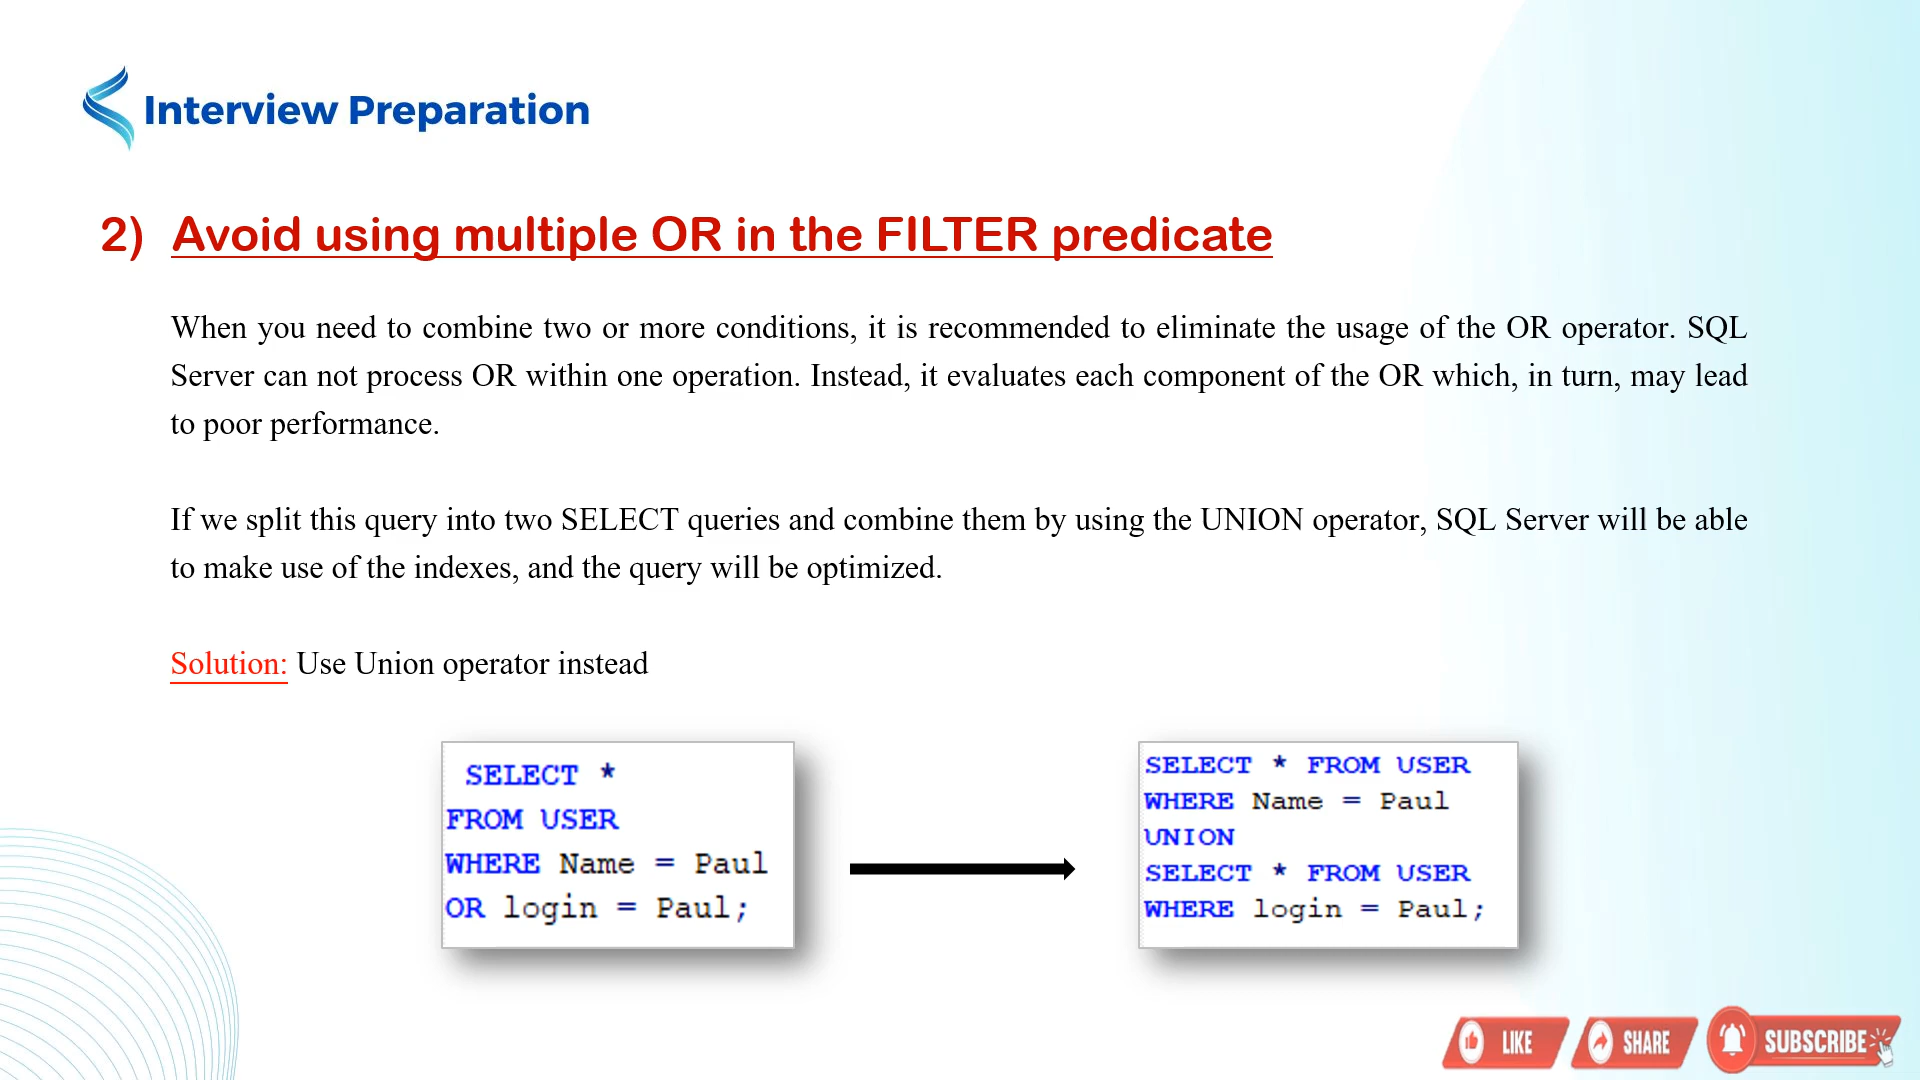 Interview Preparation
2) Avoid using multiple OR in the FILTER predicate
When you need to combine two or more conditions, it is recommended to eliminate the usage of the OR operator. SQL
Server can not process OR within one operation. Instead, it evaluates each component of the OR which, in turn, may lead
to poor performance.
If we split this query into two SELECT queries and combine them by using the UNION operator, SQL Server will be able
to make use of the indexes, and the query will be optimized.
Solution: Use Union operator instead
SELECT *
FROM USER
WHERE Name = Paul
OR login = Paul;
SELECT * FROM USER
WHERE Name = Paul
UNION
SELECT * FROM USER
WHERE login = Paul;
LIKE SHARE SUBSCRIBE